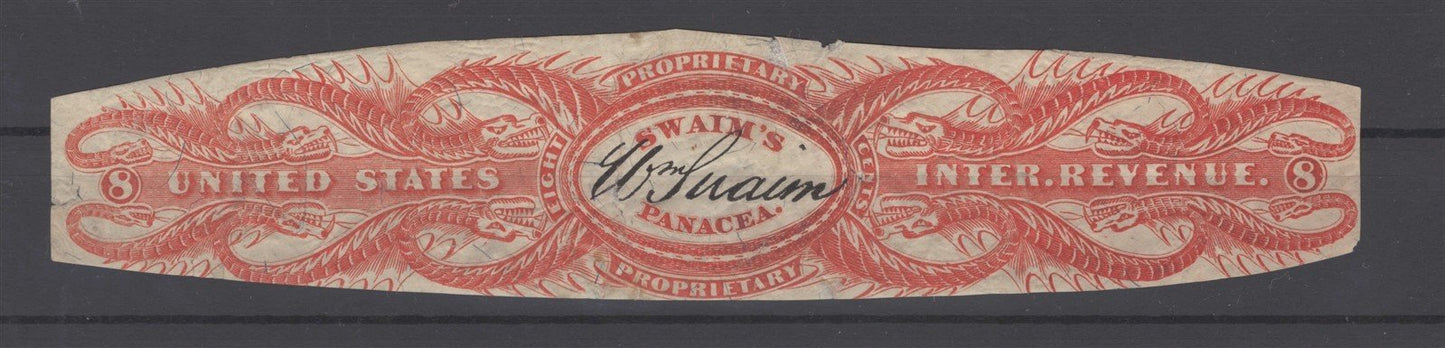 PROPRIETARY
EIGHT
SWAIM'S
CENTS
8 UNITED STATES
Wm Swaim
INTER. REVENUE. 8
PANACEA.
PROPRIETARY